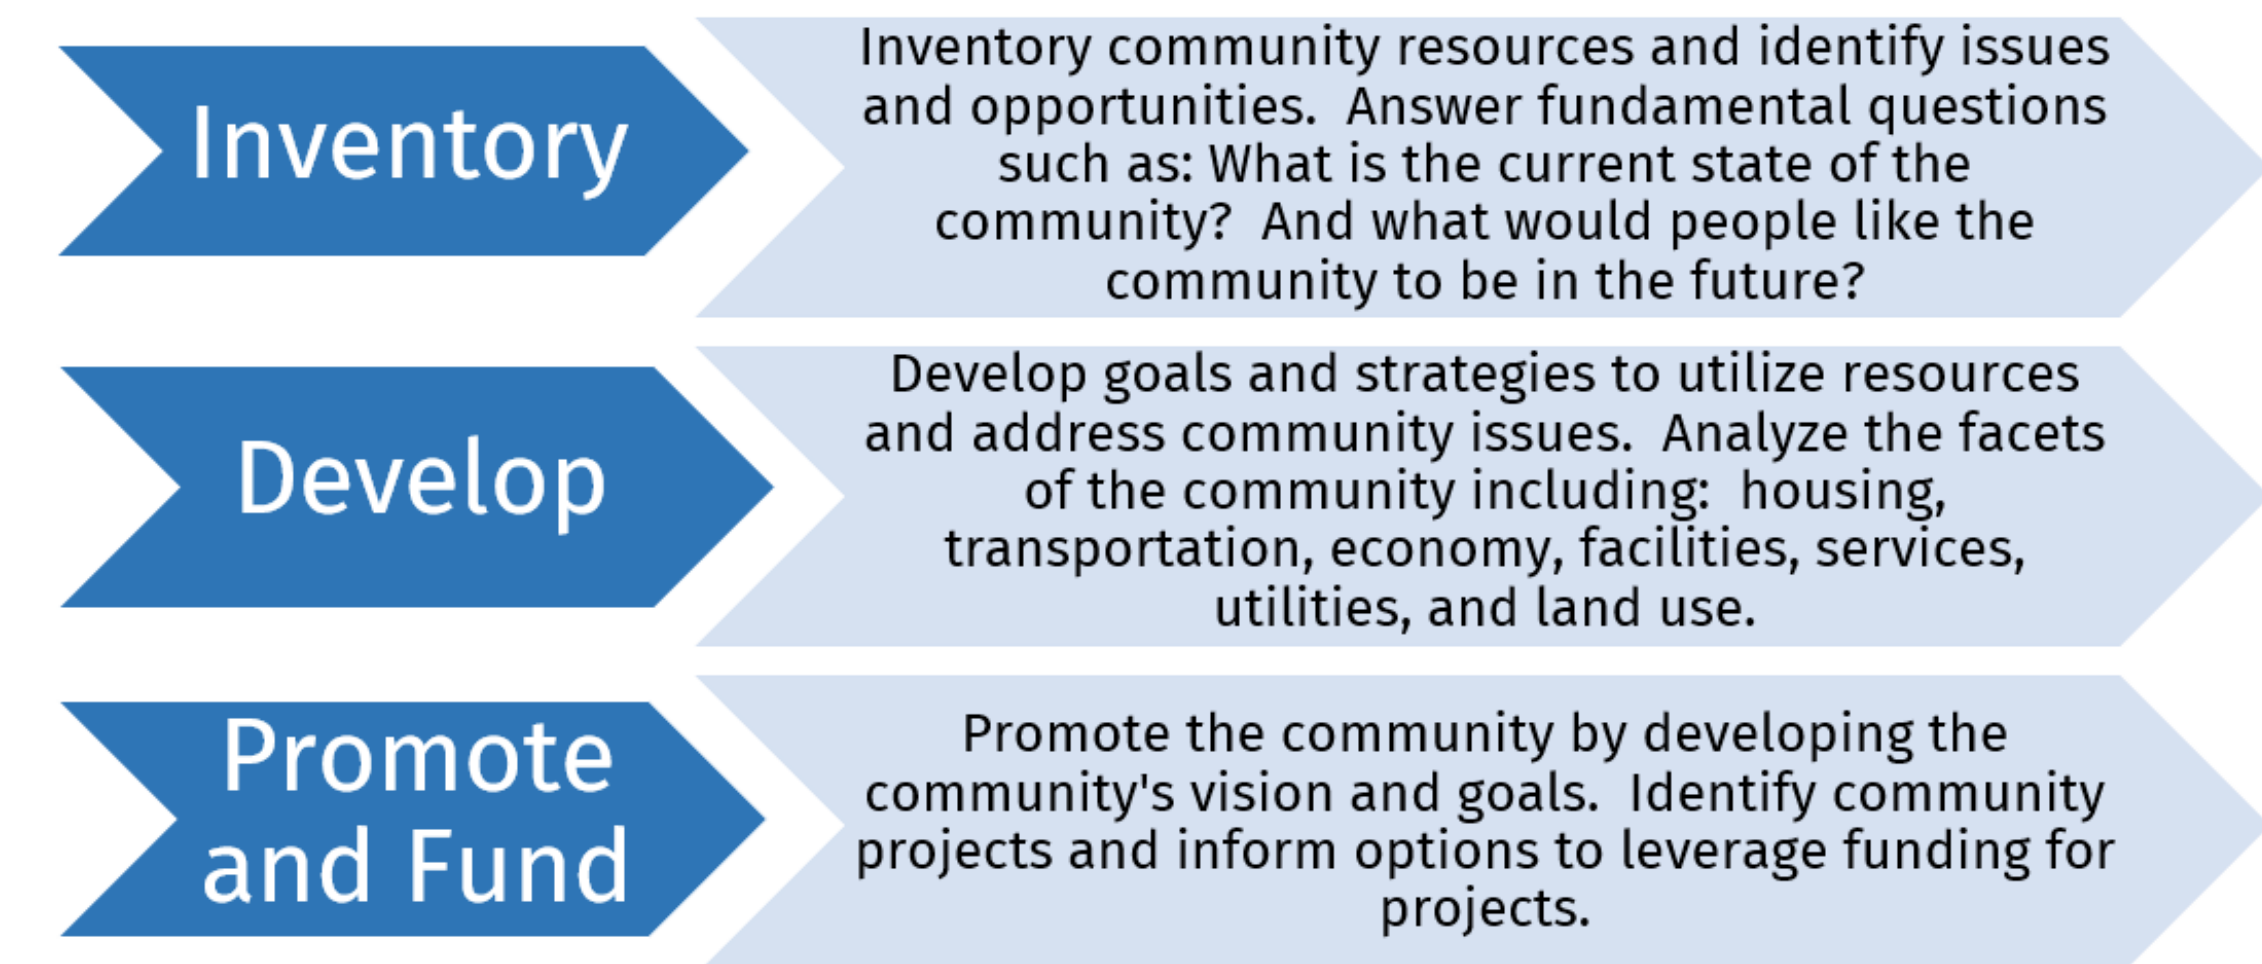 Inventory
Inventory community resources and identify issues
and opportunities.  Answer fundamental questions
such as: What is the current state of the
community?  And what would people like the
community to be in the future?
Develop
Develop goals and strategies to utilize resources
and address community issues.  Analyze the facets
of the community including:  housing,
transportation, economy, facilities, services,
utilities, and land use.
Promote
and Fund
Promote the community by developing the
community's vision and goals.  Identify community
projects and inform options to leverage funding for
projects.